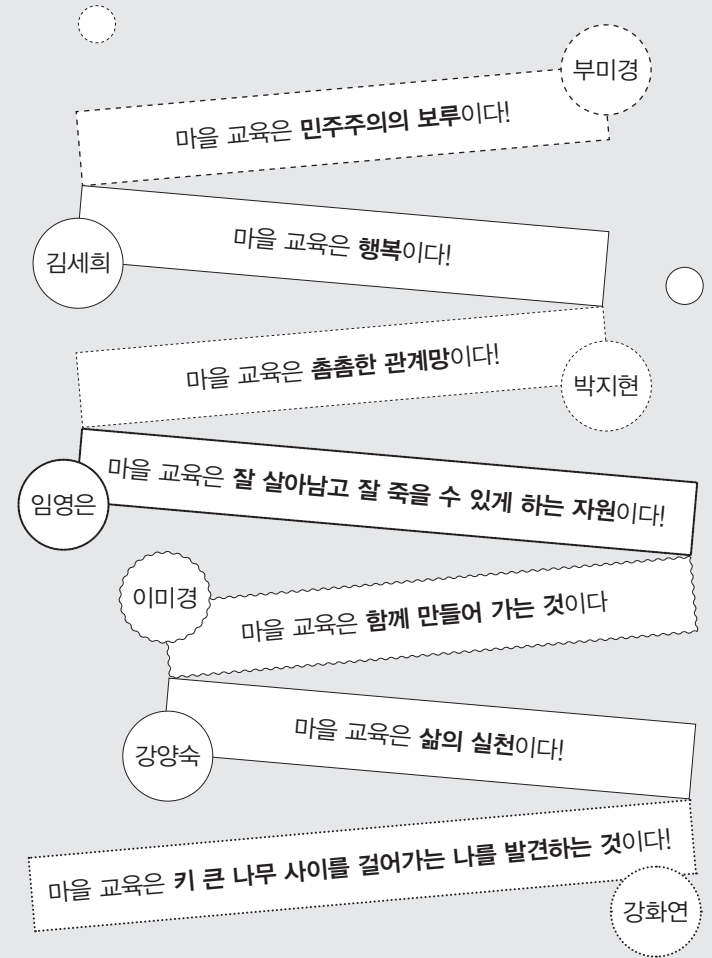 부미경
마을 교육은 민주주의의 보루이다!
마을 교육은 행복이다!
김세희
마을 교육은 촘촘한 관계망이다!
박지현
마을 교육은 잘 살아남고 잘 죽을 수 있게 하는 자원이다!
임영은
이미경
마을 교육은 함께 만들어 가는 것이다
마을 교육은 삶의 실천이다!
강양숙
마을 교육은 키 큰 나무 사이를 걸어가는 나를 발견하는 것이다!
강화연